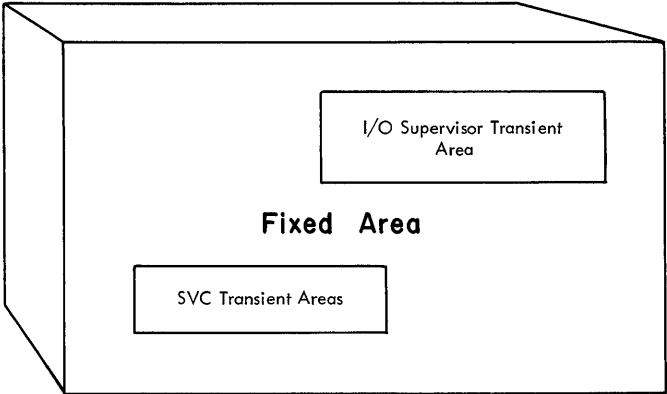 I/O Supervisor Transient
Area
Fixed Area
SVC Transient Areas